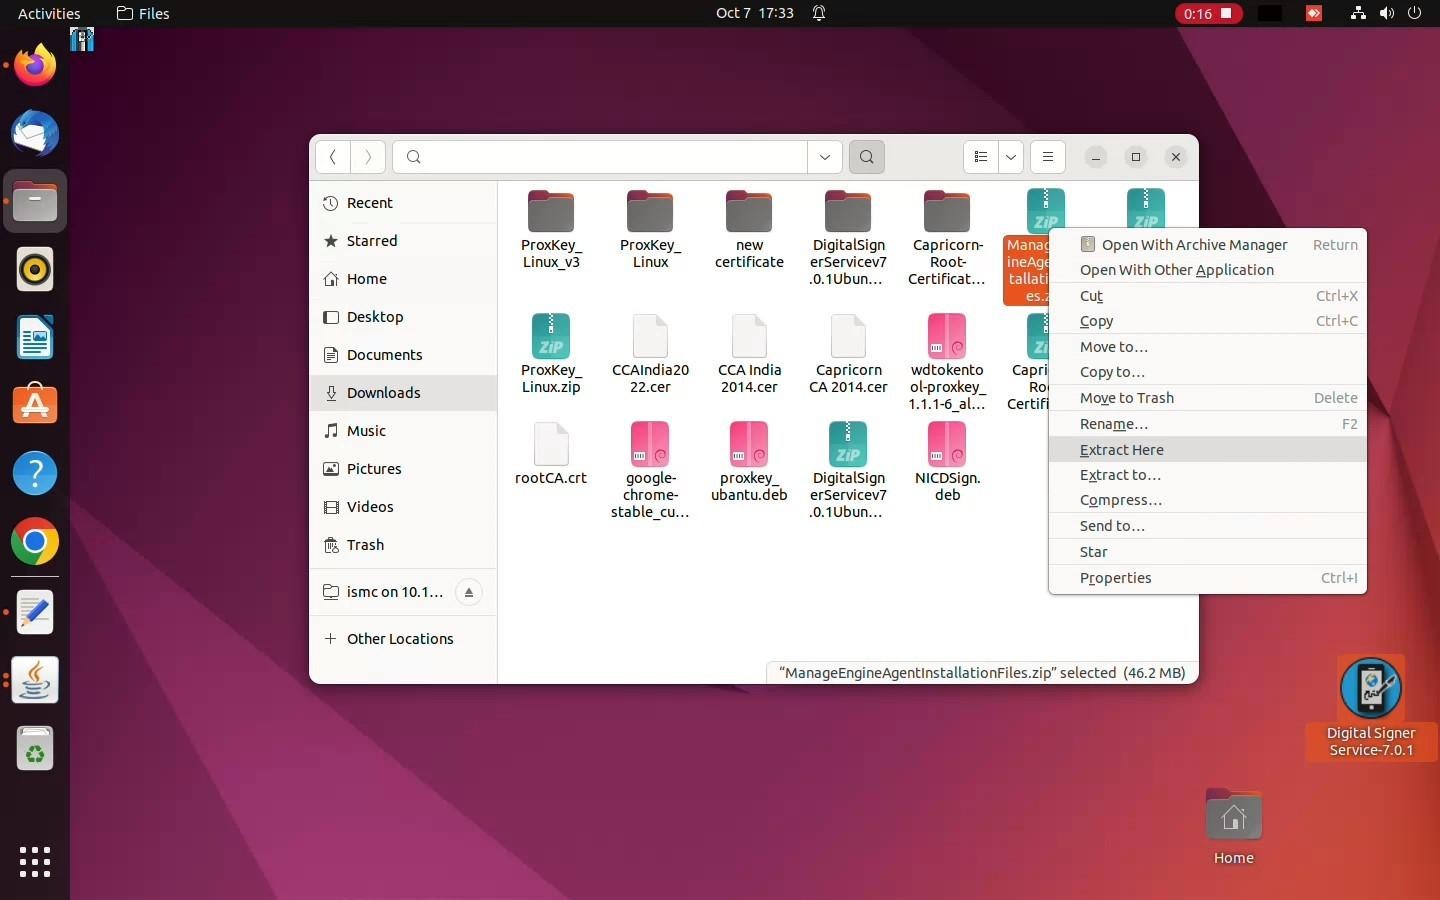 Activities
Files
Oct 7 17:33
0:16
Recent
Starred
Home
Desktop
Documents
Downloads
Music
Pictures
Videos
Trash
ismc on 10.1...
Other Locations
ProxKey_
Linux_v3
ProxKey_
Linux
new
certificate
DigitalSign
erServicev7
.0.1Ubun...
Capricorn-
Root-
Certificat...
ZiP
ZiP
ZiP
ProxKey_
Linux.zip
CCAIndia20
22.cer
CCA India
2014.cer
Capricorn
CA 2014.cer
wdtokento
ol-proxkey_
1.1.1-6_al...
rootCA.crt
google-
chrome-
stable_cu...
proxkey_
ubantu.deb
ZiP
DigitalSign
erServicev7
.0.1Ubun...
NICDSign.
deb
Open With Archive Manager Return
Open With Other Application
Cut Ctrl+X
Copy Ctrl+C
Move to...
Copy to...
Move to Trash Delete
Rename... F2
Extract Here
Extract to...
Compress...
Send to...
Star
Properties Ctrl+I
“ManageEngineAgentInstallationFiles.zip” selected (46.2 MB)
Digital Signer
Service-7.0.1
Home